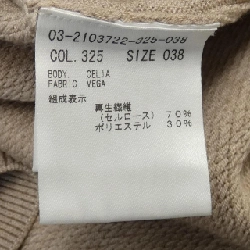 03-2103722-325-038
COL.325 SIZE 038
BODY. CELIA
FABRIC VEGA
組成表示
再生繊維
(セルロース) 70%
ポリエステル 30%